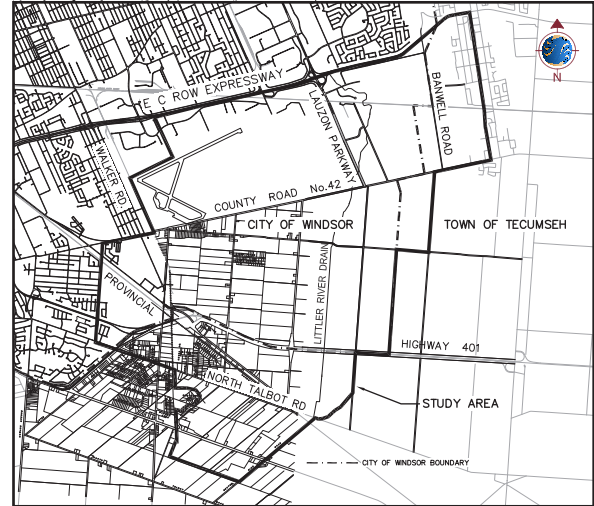 E C ROW EXPRESSWAY
BANWELL ROAD
LAUZON PARKWAY
N
WALKER RD.
COUNTY ROAD No.42
CITY OF WINDSOR
TOWN OF TECUMSEH
LITTLER RIVER DRAIN
PROVINCIAL
HIGHWAY 401
NORTH TALBOT RD
STUDY AREA
CITY OF WINDSOR BOUNDARY